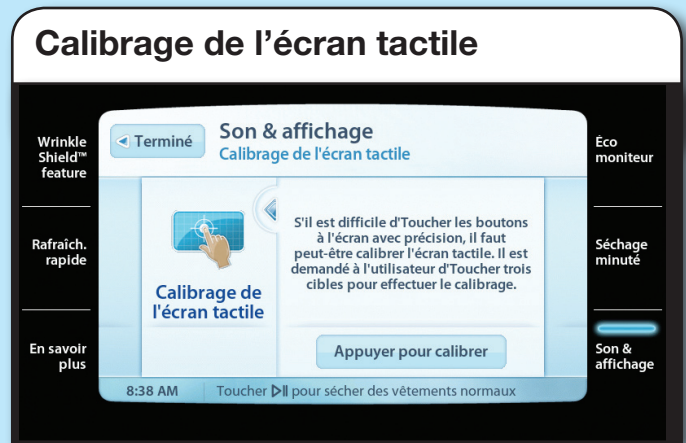 Calibrage de l’écran tactile
Wrinkle
Shield™
feature
Rafraîch.
rapide
En savoir
plus
Terminé
Son & affichage
Calibrage de l'écran tactile
Calibrage de
l'écran tactile
S'il est difficile d'Toucher les boutons
à l'écran avec précision, il faut
peut-être calibrer l'écran tactile. Il est
demandé à l'utilisateur d'Toucher trois
cibles pour effectuer le calibrage.
Appuyer pour calibrer
8:38 AM
Toucher ▷II pour sécher des vêtements normaux
Éco
moniteur
Séchage
minuté
Son &
affichage